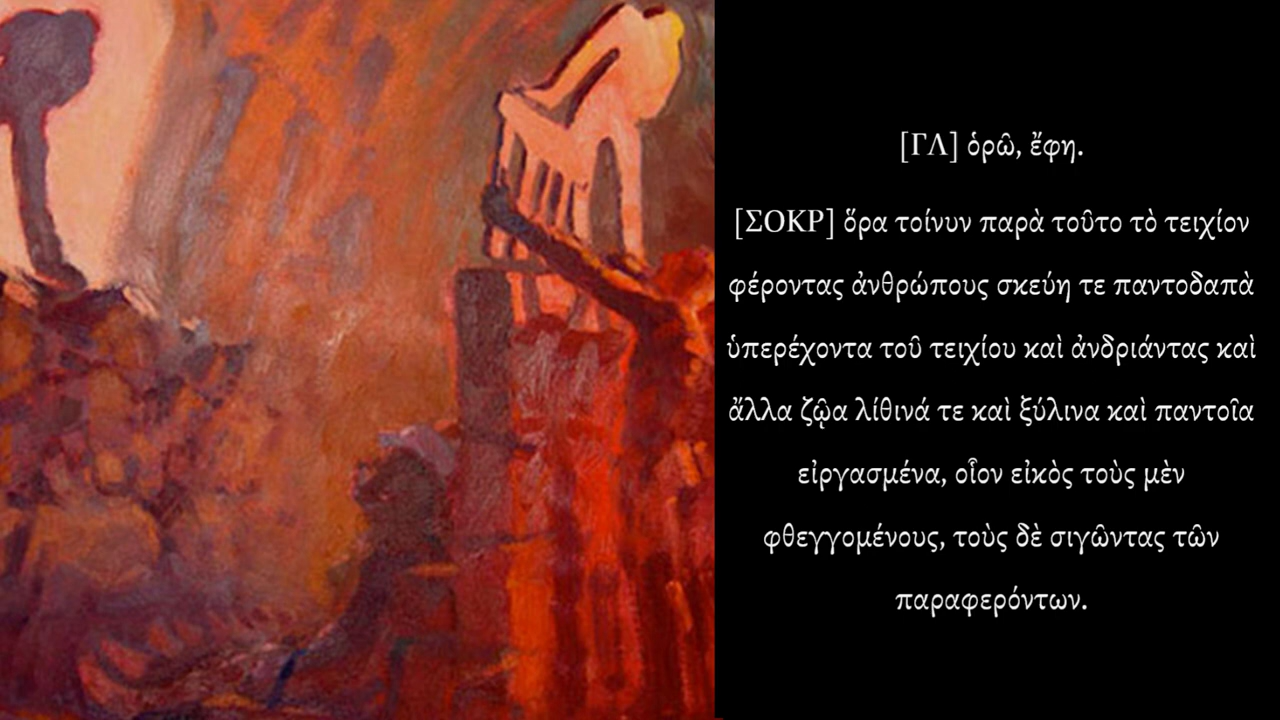 [ΓΛ] ὁρῶ, ἔφη.
[ΣΟΚΡ] ὅρα τοίνυν παρὰ τοῦτο τὸ τειχίον
φέροντας ἀνθρώπους σκεύη τε παντοδαπὰ
ὑπερέχοντα τοῦ τειχίου καὶ ἀνδριάντας καὶ
ἄλλα ζῷα λίθινά τε καὶ ξύλινα καὶ παντοῖα
εἰργασμένα, οἷον εἰκὸς τοὺς μὲν
φθεγγομένους, τοὺς δὲ σιγῶντας τῶν
παραφερόντων.